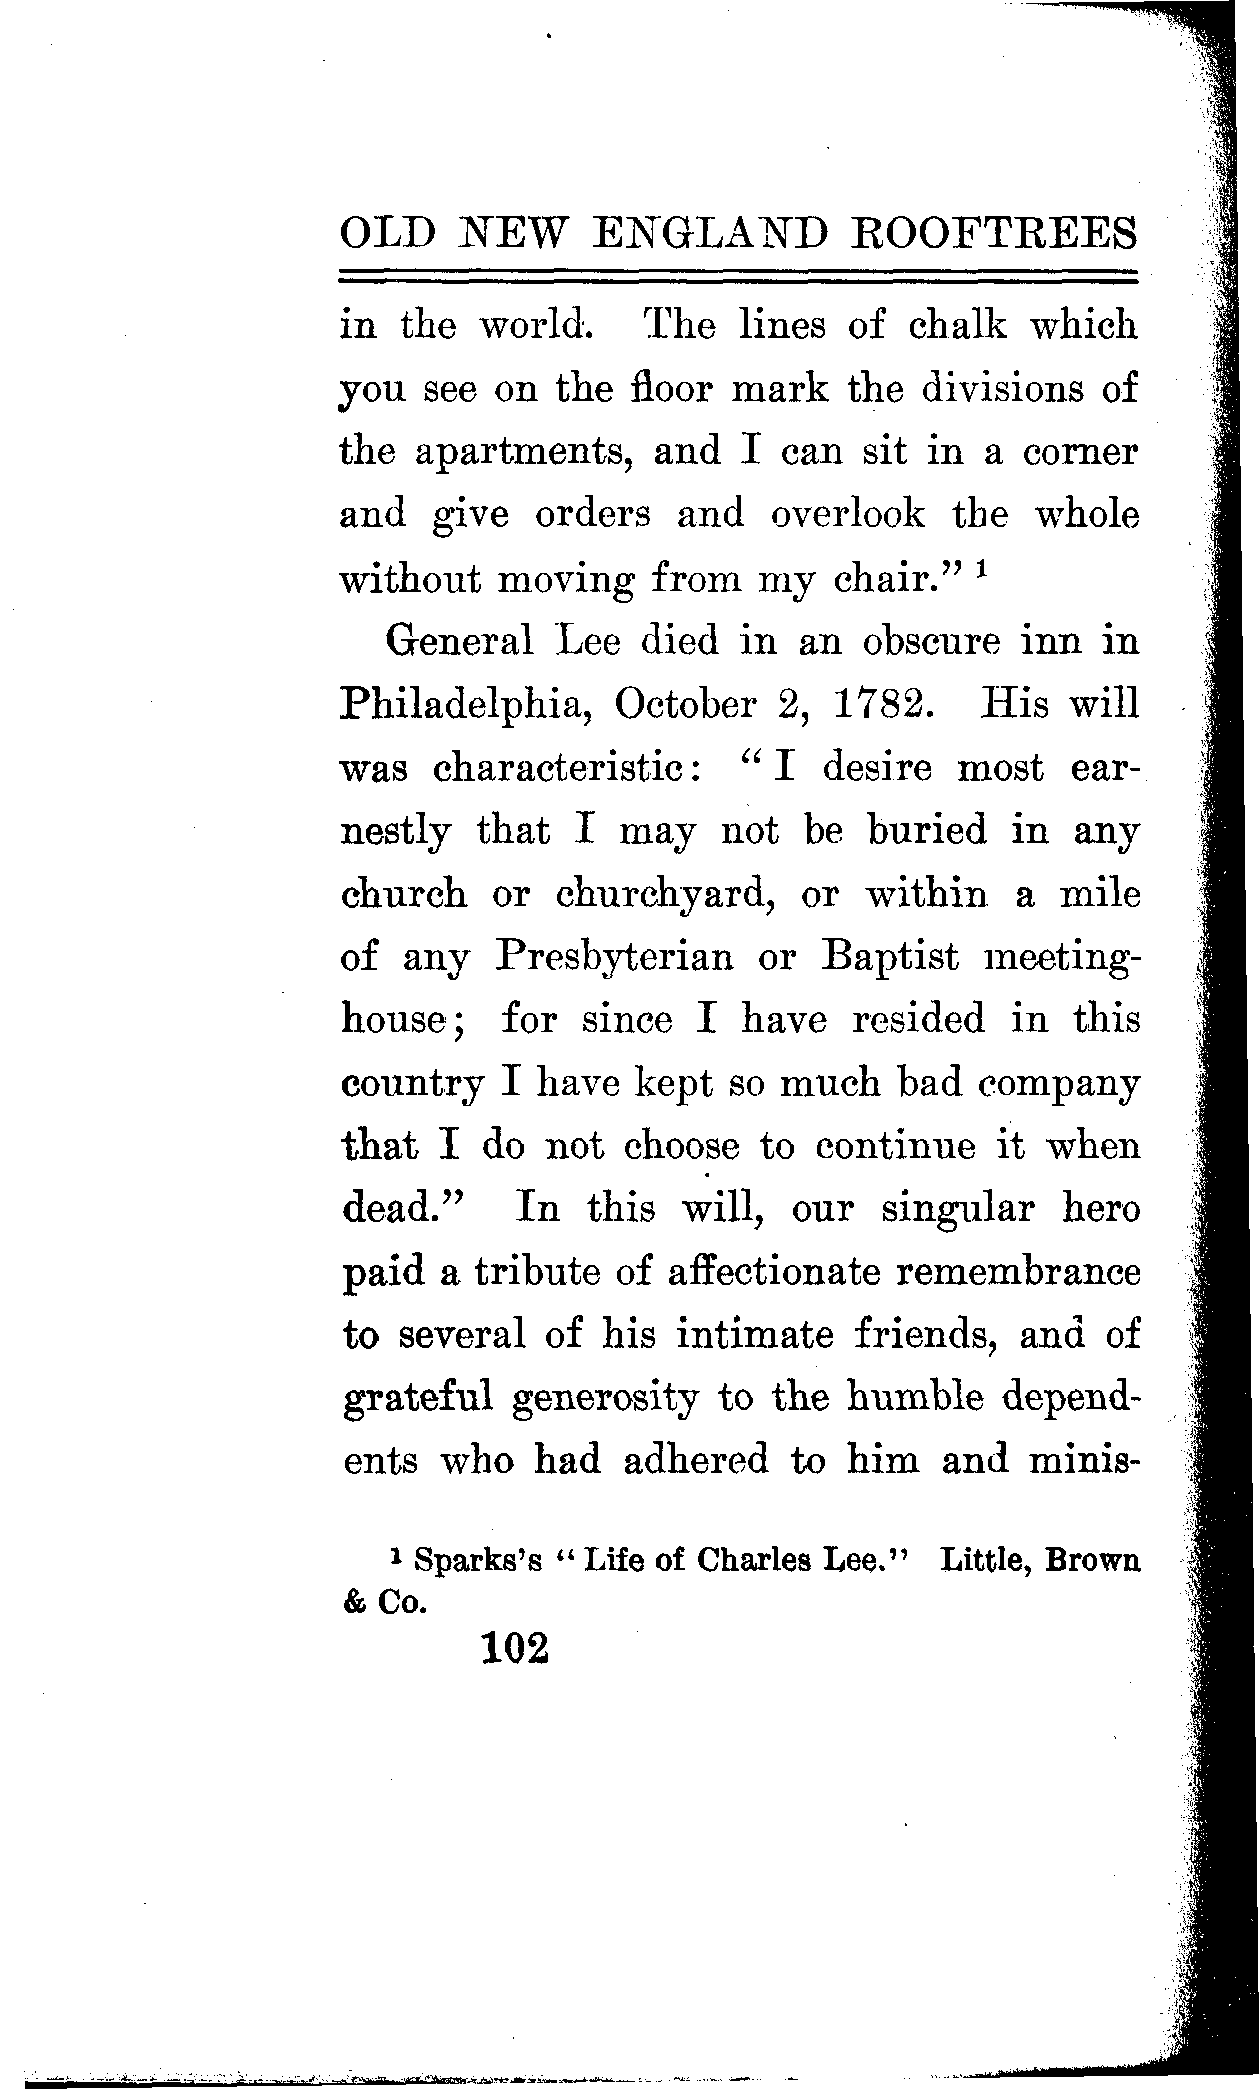 OLD NEW ENGLAND ROOFTREES
in the world. The lines of chalk which
you see on the floor mark the divisions of
the apartments, and I can sit in a corner
and give orders and overlook the whole
without moving from my chair." 1
General Lee died in an obscure inn in
Philadelphia, October 2, 1782. His will
was characteristic: "I desire most ear-
nestly that I may not be buried in any
church or churchyard, or within a mile
of any Presbyterian or Baptist meeting-
house; for since I have resided in this
country I have kept so much bad company
that I do not choose to continue it when
dead." In this will, our singular hero
paid a tribute of affectionate remembrance
to several of his intimate friends, and of
grateful generosity to the humble depend-
ents who had adhered to him and minis-
1 Sparks's "Life of Charles Lee." Little, Brown
& Co.
102